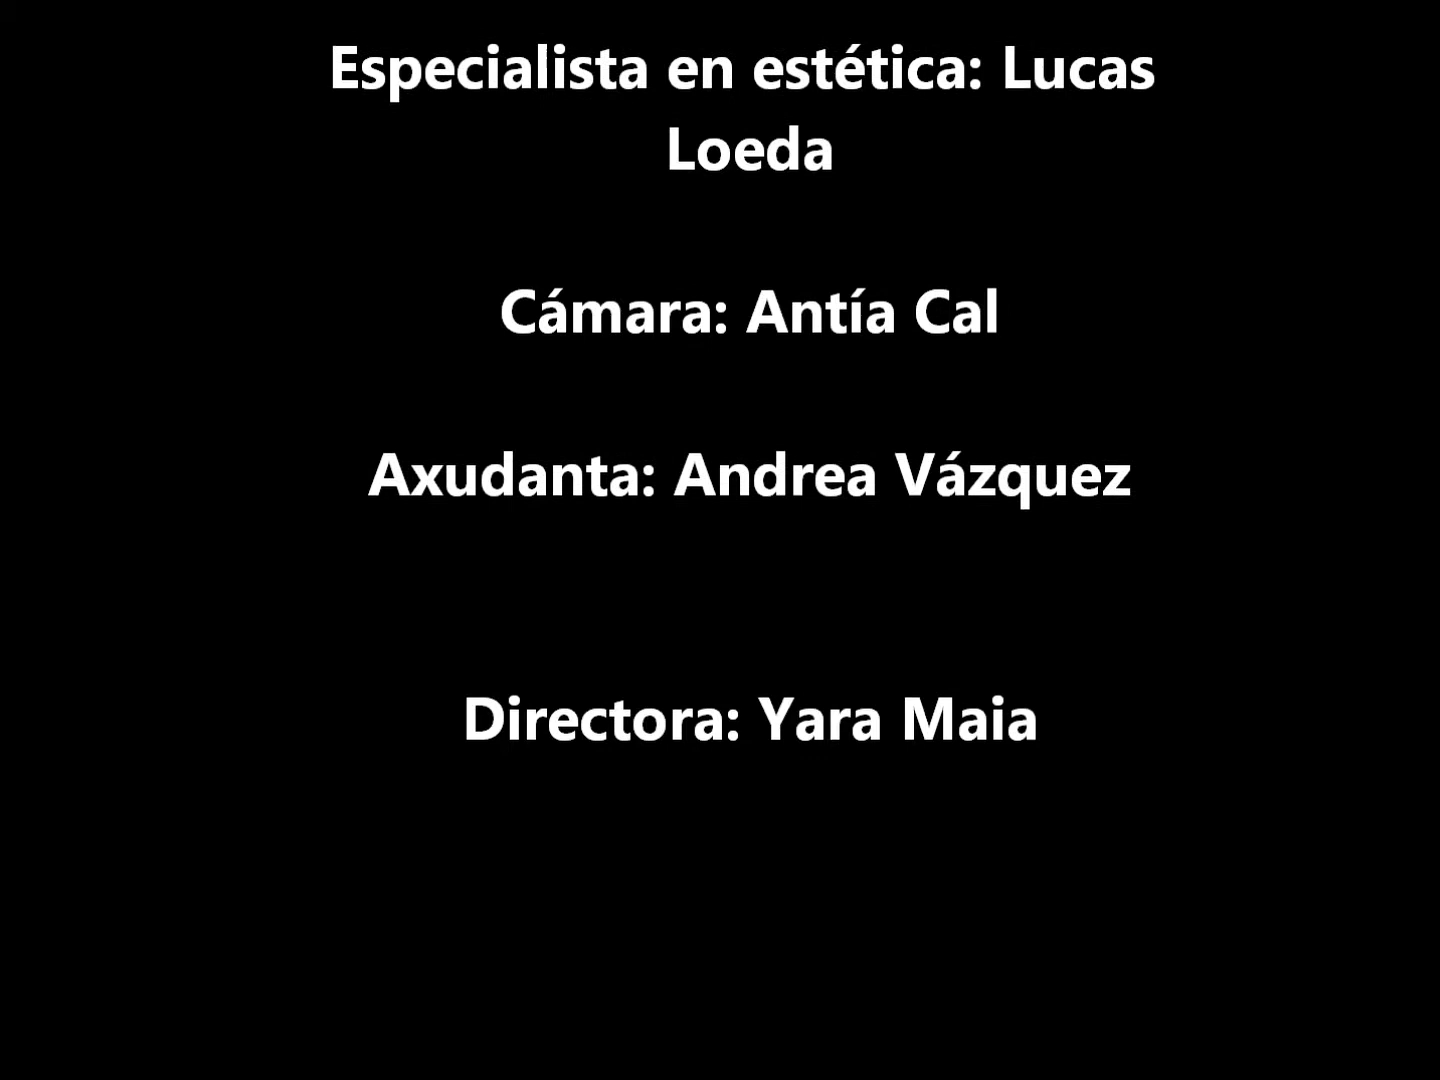 Especialista en estética: Lucas
Loeda
Cámara: Antía Cal
Axudanta: Andrea Vázquez
Directora: Yara Maia